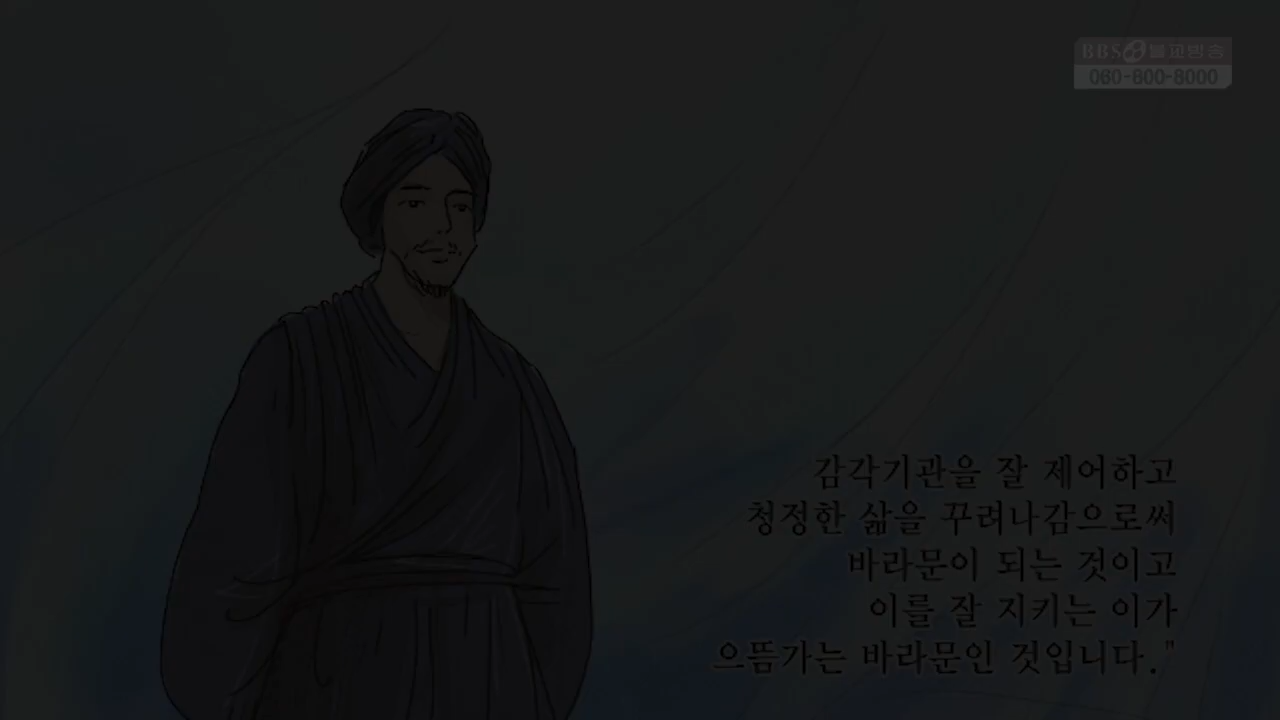 BBS 불교방송
060-800-8000
감각기관을 잘 제어하고
청정한 삶을 꾸려나감으로써
바라문이 되는 것이고
이를 잘 지키는 이가
으뜸가는 바라문인 것입니다."